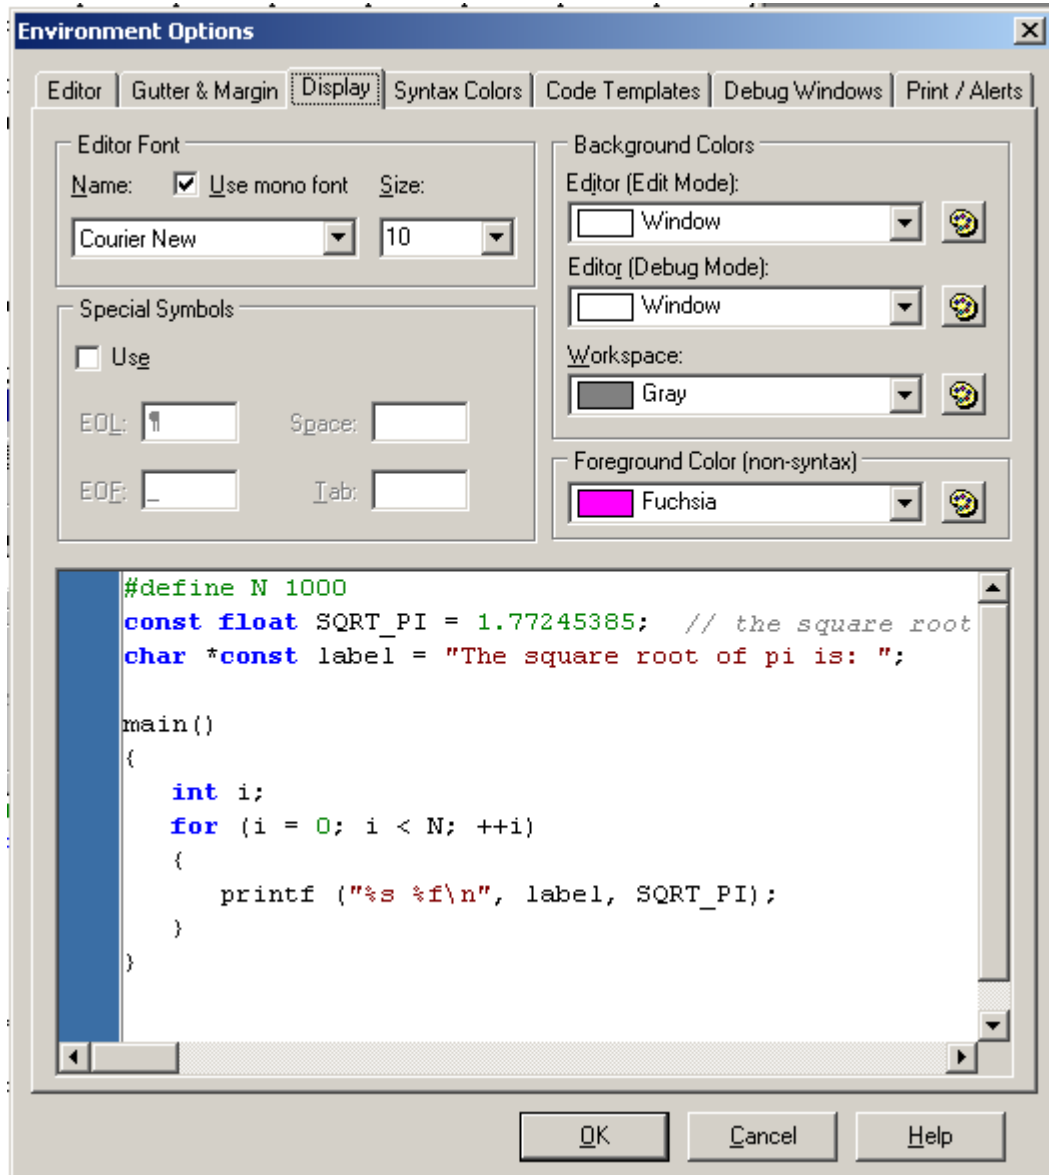 Environment Options
Editor Gutter & Margin Display Syntax Colors Code Templates Debug Windows Print / Alerts
Editor Font
Name: Use mono font Size:
Courier New 10
Special Symbols
Use
EOL: ¶ Space:
EOF: _ Tab:
Background Colors
Editor (Edit Mode):
Window
Editor (Debug Mode):
Window
Workspace:
Gray
Foreground Color (non-syntax)
Fuchsia
#define N 1000
const float SQRT_PI = 1.77245385; // the square root
char *const label = "The square root of pi is: ";
main()
{
int i;
for (i = 0; i < N; ++i)
{
printf ("%s %f\n", label, SQRT_PI);
}
}
OK Cancel Help